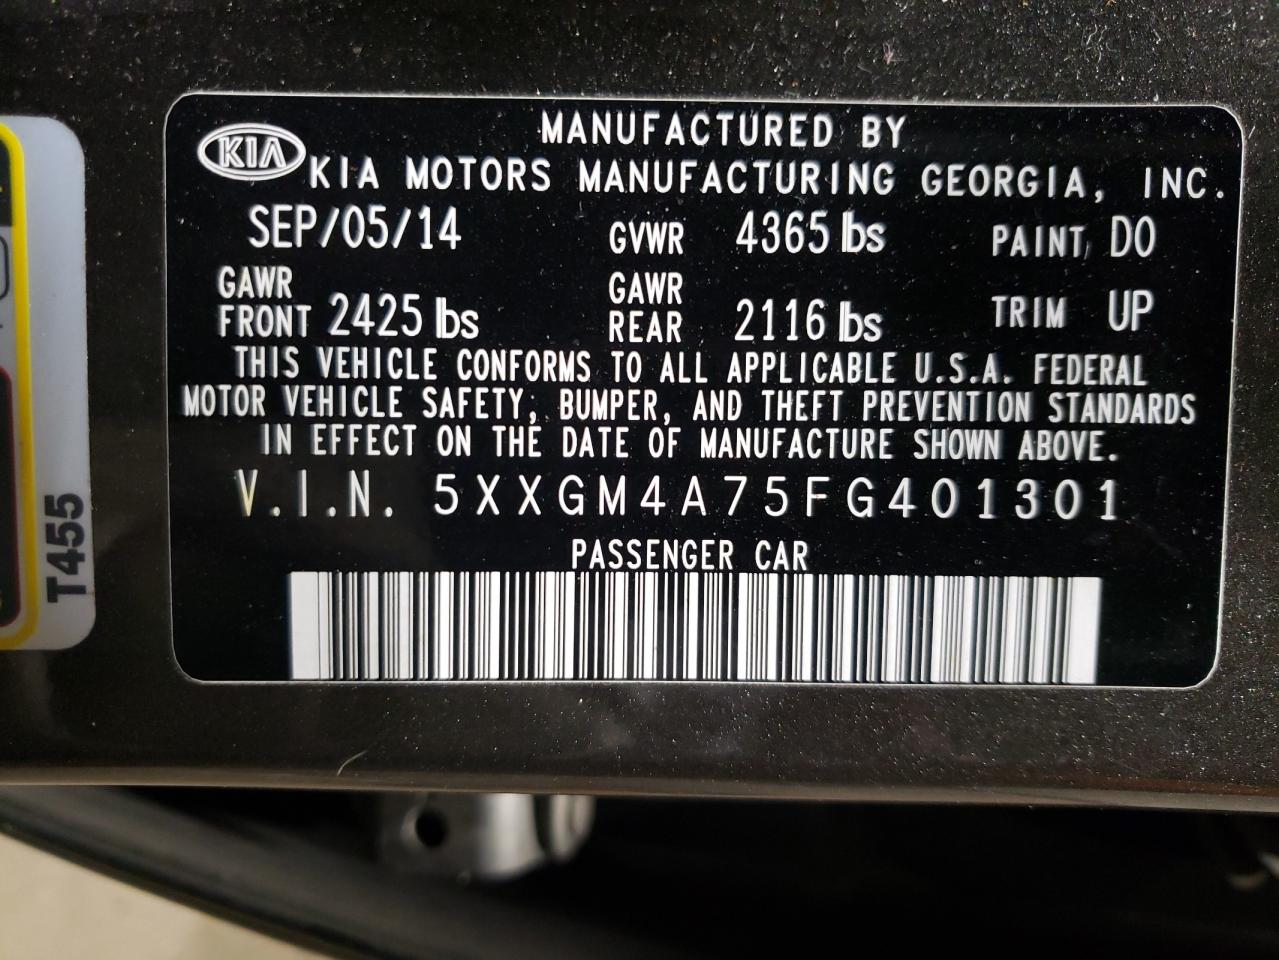 MANUFACTURED BY
KIA KIA MOTORS MANUFACTURING GEORGIA, INC.
SEP/05/14 GVWR 4365 lbs PAINT DO
GAWR FRONT 2425 lbs GAWR REAR 2116 lbs TRIM UP
THIS VEHICLE CONFORMS TO ALL APPLICABLE U.S.A. FEDERAL
MOTOR VEHICLE SAFETY, BUMPER, AND THEFT PREVENTION STANDARDS
IN EFFECT ON THE DATE OF MANUFACTURE SHOWN ABOVE.
V.I.N. 5XXGM4A75FG401301
PASSENGER CAR
T455